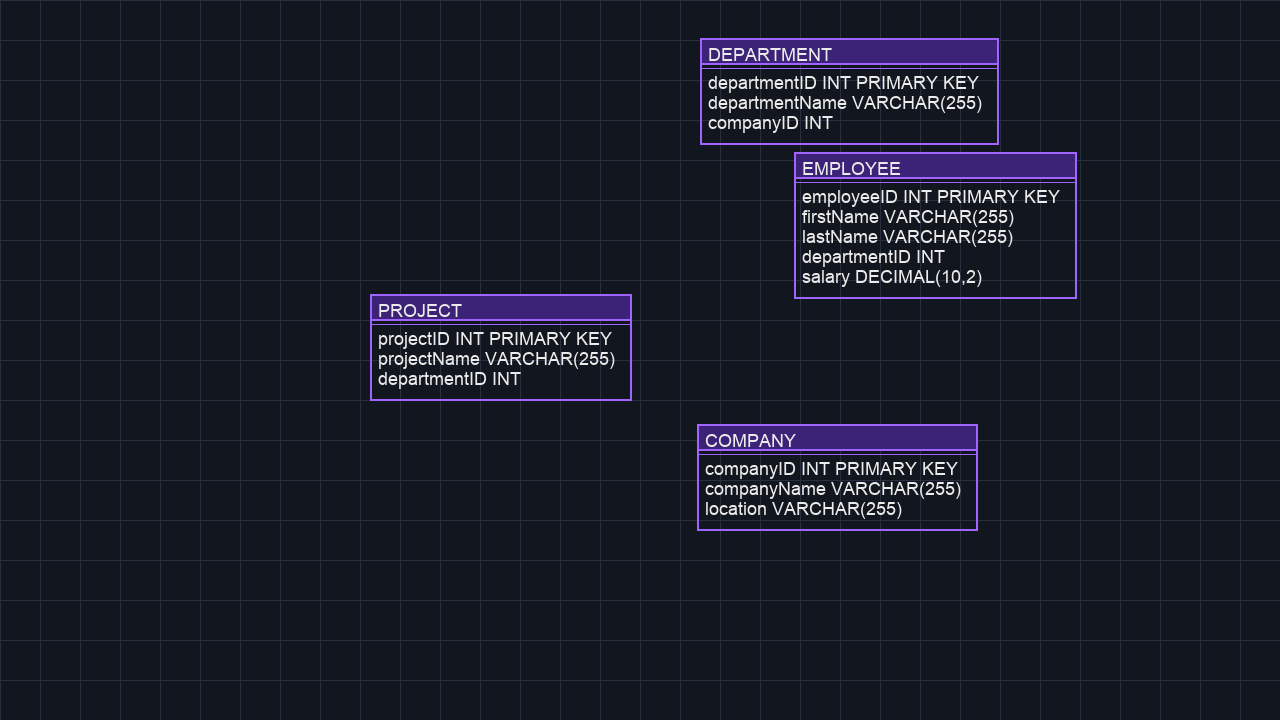 DEPARTMENT
departmentID INT PRIMARY KEY
departmentName VARCHAR(255)
companyID INT
EMPLOYEE
employeeID INT PRIMARY KEY
firstName VARCHAR(255)
lastName VARCHAR(255)
departmentID INT
salary DECIMAL(10,2)
PROJECT
projectID INT PRIMARY KEY
projectName VARCHAR(255)
departmentID INT
COMPANY
companyID INT PRIMARY KEY
companyName VARCHAR(255)
location VARCHAR(255)